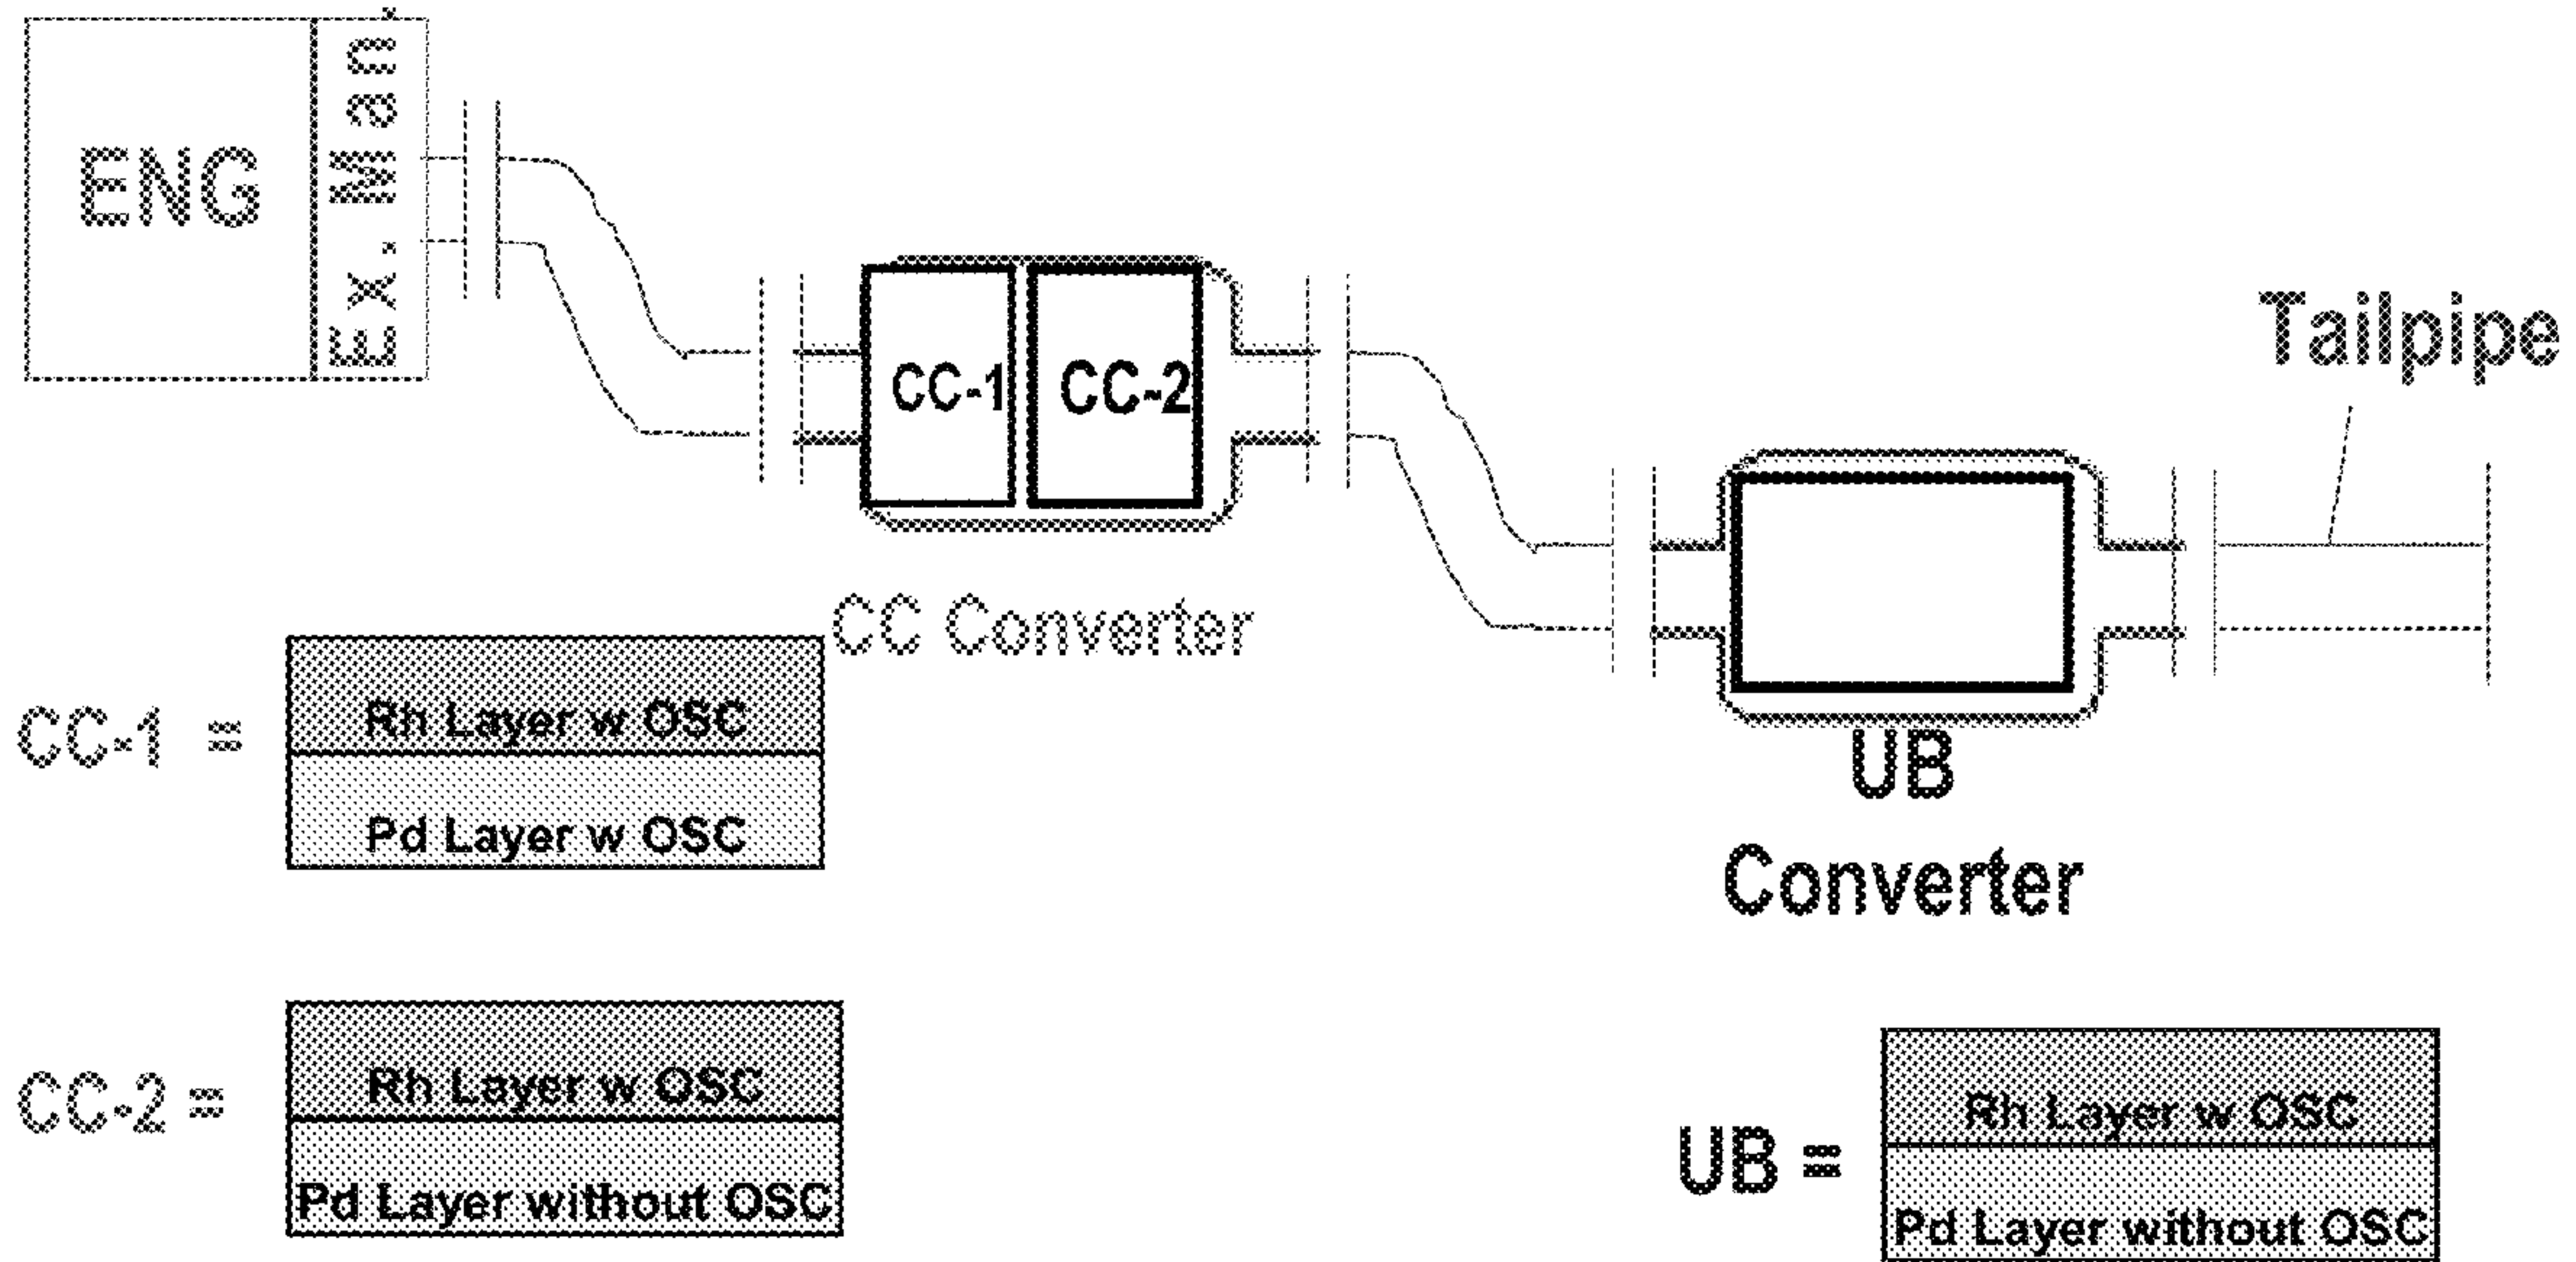 ENG
Ex. Man.
CC-1
CC-2
Tailpipe
CC Converter
UB
Converter
CC-1 =
Rh Layer w OSC
Pd Layer w OSC
CC-2 =
Rh Layer w OSC
Pd Layer without OSC
UB =
Rh Layer w OSC
Pd Layer without OSC